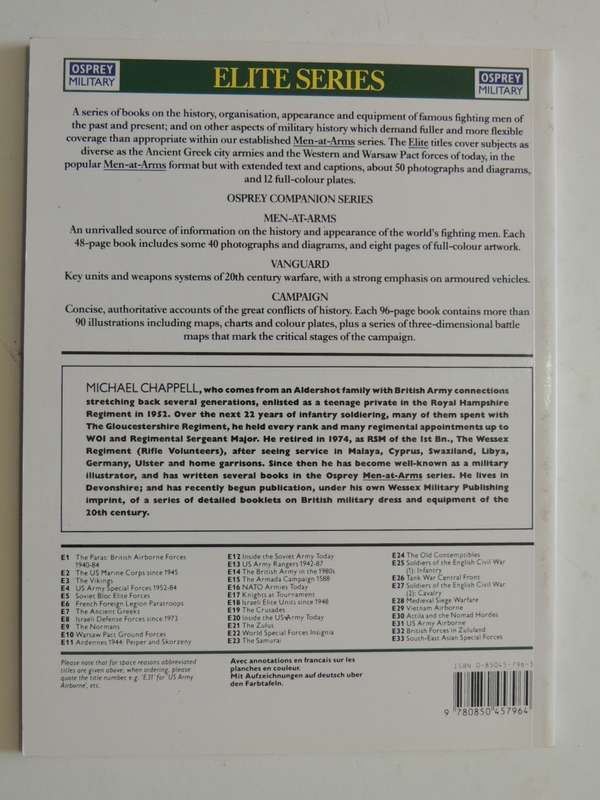 OSPREY
MILITARY
ELITE SERIES
OSPREY
MILITARY
A series of books on the history, organisation, appearance and equipment of famous fighting men of
the past and present; and on other aspects of military history which demand fuller and more flexible
coverage than appropriate within our established Men-at-Arms series. The Elite titles cover subjects as
diverse as the Ancient Greek city armies and the Western and Warsaw Pact forces of today, in the
popular Men-at-Arms format but with extended text and captions, about 50 photographs and diagrams,
and 12 full-colour plates.
OSPREY COMPANION SERIES
MEN-AT-ARMS
An unrivalled source of information on the history and appearance of the world's fighting men. Each
48-page book includes some 40 photographs and diagrams, and eight pages of full-colour artwork.
VANGUARD
Key units and weapons systems of 20th century warfare, with a strong emphasis on armoured vehicles.
CAMPAIGN
Concise, authoritative accounts of the great conflicts of history. Each 96-page book contains more than
90 illustrations including maps, charts and colour plates, plus a series of three-dimensional battle
maps that mark the critical stages of the campaign.
MICHAEL CHAPPELL, who comes from an Aldershot family with British Army connections
stretching back several generations, enlisted as a teenage private in the Royal Hampshire
Regiment in 1952. Over the next 22 years of infantry soldiering, many of them spent with
The Gloucestershire Regiment, he held every rank and many regimental appointments up to
WO1 and Regimental Sergeant Major. He retired in 1974, as RSM of the 1st Bn., The Wessex
Regiment (Rifle Volunteers), after seeing service in Malaya, Cyprus, Swaziland, Libya,
Germany, Ulster and home garrisons. Since then he has become well-known as a military
illustrator, and has written several books in the Osprey Men-at-Arms series. He lives in
Devonshire; and has recently begun publication, under his own Wessex Military Publishing
imprint, of a series of detailed booklets on British military dress and equipment of the
20th century.
E1 The Paras: British Airborne Forces
1940-84
E2 The US Marine Corps since 1945
E3 The Vikings
E4 US Army Special Forces 1952-84
E5 Soviet Bloc Elite Forces
E6 French Foreign Legion Paratroops
E7 The Ancient Greeks
E8 Israeli Defense Forces since 1973
E9 The Normans
E10 Warsaw Pact Ground Forces
E11 Ardennes 1944: Peiper and Skorzeny
E12 Inside the Soviet Army Today
E13 US Army Rangers 1942-87
E14 The British Army in the 1980s
E15 The Armada Campaign 1588
E16 NATO Armies Today
E17 Knights at Tournament
E18 Israeli Elite Units since 1948
E19 The Crusades
E20 Inside the US Army Today
E21 The Zulus
E22 World Special Forces Insignia
E23 The Samurai
E24 The Old Contemptibles
E25 Soldiers of the English Civil War
(1): Infantry
E26 Tank War Central Front
E27 Soldiers of the English Civil War
(2): Cavalry
E28 Medieval Siege Warfare
E29 Vietnam Airborne
E30 Attila and the Nomad Hordes
E31 US Army Airborne
E32 British Forces in Zululand
E33 South-East Asian Special Forces
Please note that for space reasons abbreviated
titles are given above; when ordering, please
quote the title number, e.g. 'E31' for 'US Army
Airborne', etc.
Avec annotations en francais sur les
planches en couleur.
Mit Aufzeichnungen auf deutsch über
den Farbtafeln.
ISBN 0-85045-796-3
9 780850 457964